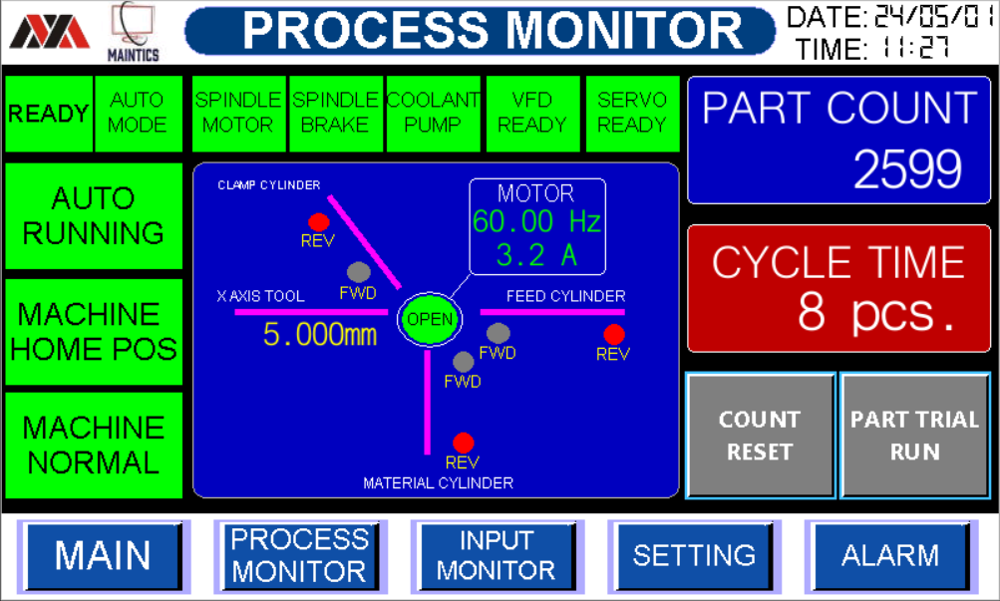 MAINTICS
PROCESS MONITOR
DATE: 24/05/01
TIME: 11:27
READY
AUTO
MODE
SPINDLE
MOTOR
SPINDLE
BRAKE
COOLANT
PUMP
VFD
READY
SERVO
READY
PART COUNT
2599
AUTO
RUNNING
MACHINE
HOME POS
MACHINE
NORMAL
CLAMP CYLINDER
REV
FWD
MOTOR
60.00 Hz
3.2 A
X AXIS TOOL
5.000mm
OPEN
FEED CYLINDER
FWD
REV
FWD
REV
MATERIAL CYLINDER
CYCLE TIME
8 pcs.
COUNT
RESET
PART TRIAL
RUN
MAIN
PROCESS
MONITOR
INPUT
MONITOR
SETTING
ALARM